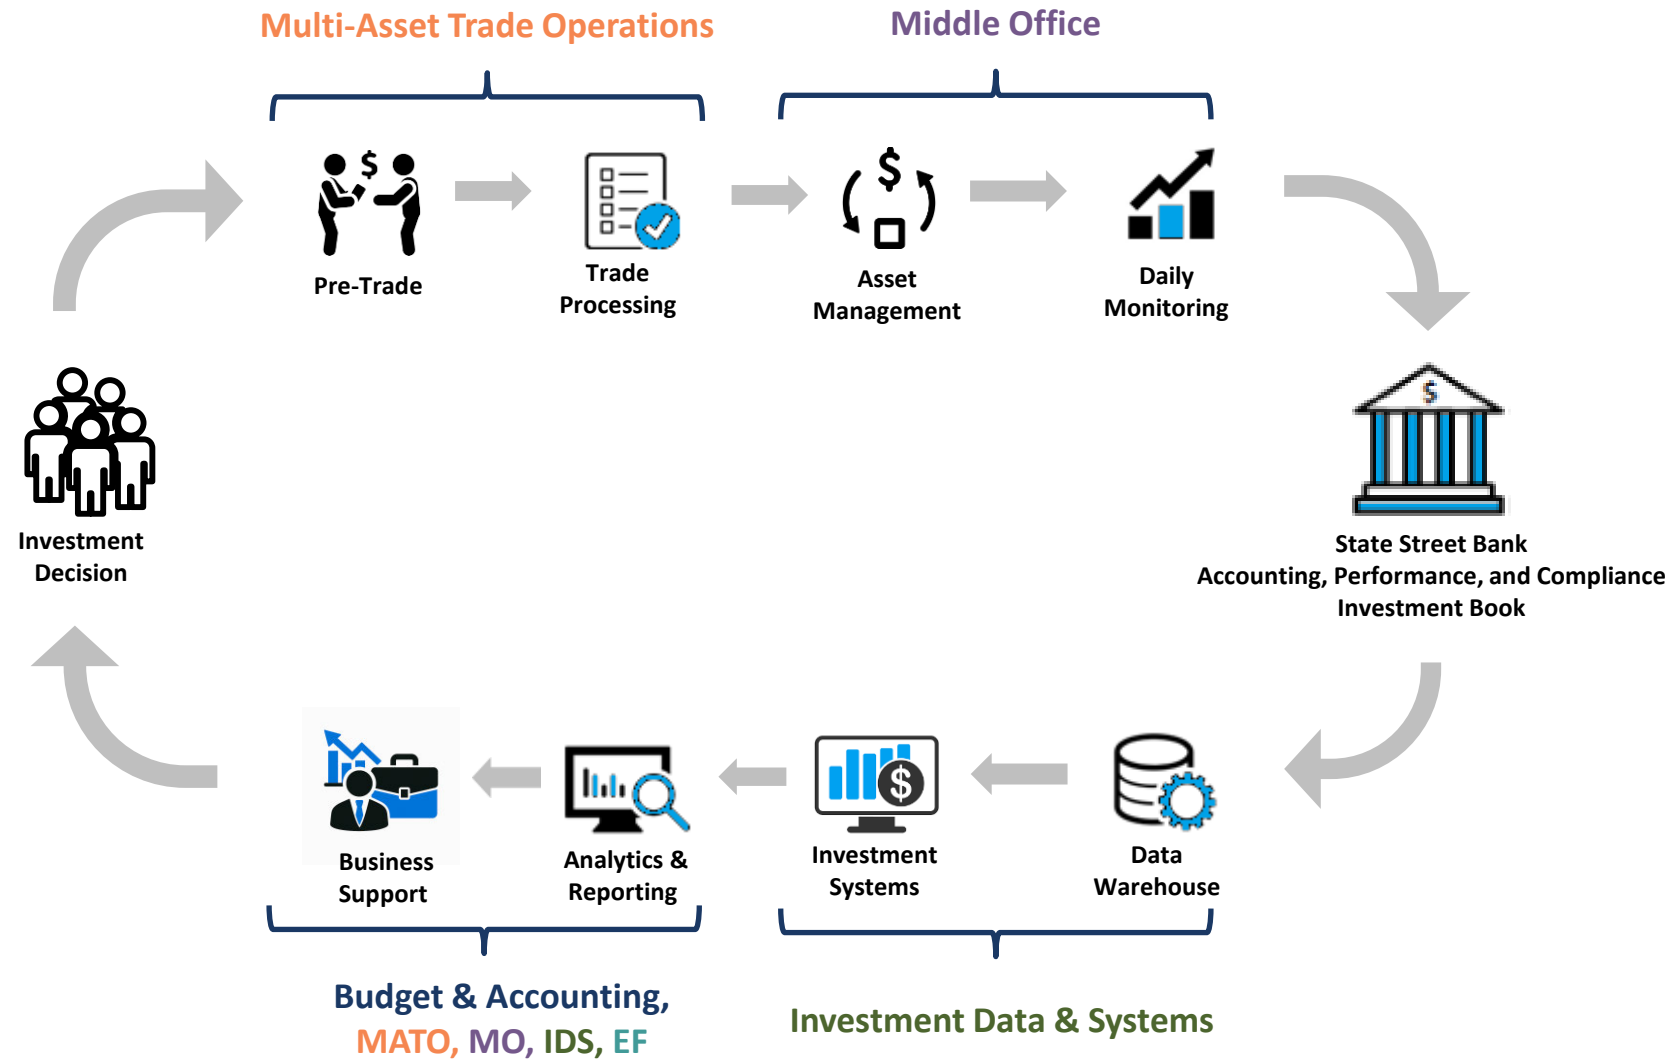 Multi-Asset Trade Operations
Middle Office
$
Pre-Trade
Trade
Processing
$
Asset
Management
Daily
Monitoring
Investment
Decision
$
State Street Bank
Accounting, Performance, and Compliance
Investment Book
Business
Support
Analytics &
Reporting
$
Investment
Systems
Data
Warehouse
Budget & Accounting,
MATO, MO, IDS, EF
Investment Data & Systems